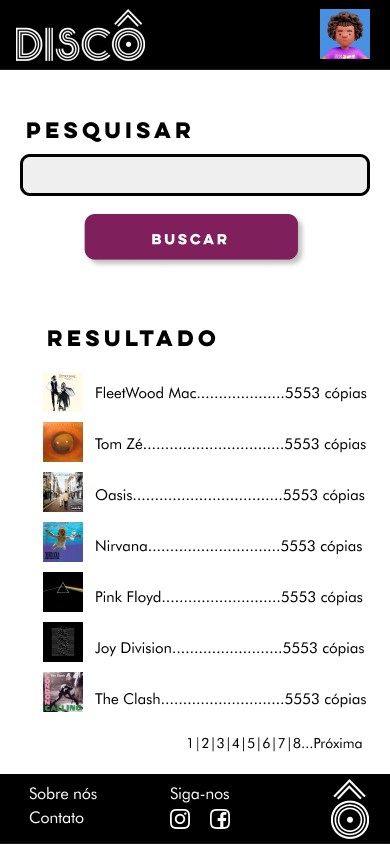 DISCÔ
PESQUISAR
BUSCAR
RESULTADO
FleetWood Mac....................5553 cópias
Tom Zé................................5553 cópias
Oasis..................................5553 cópias
Nirvana..............................5553 cópias
Pink Floyd...........................5553 cópias
Joy Division.........................5553 cópias
The Clash............................5553 cópias
1|2|3|4|5|6|7|8...Próxima
Sobre nós
Siga-nos
Contato